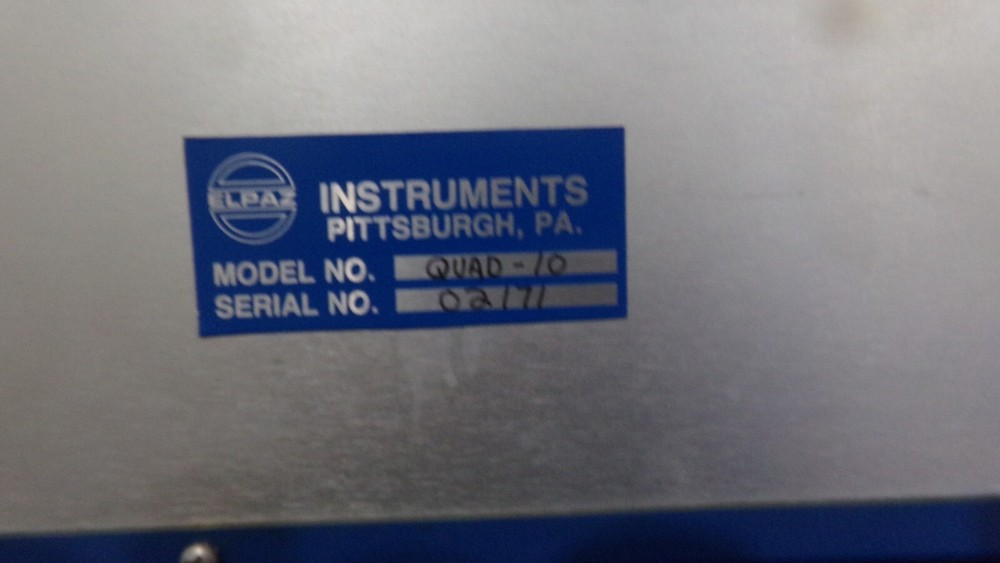 ELPAZ
INSTRUMENTS
PITTSBURGH, PA.
MODEL NO. QUAD-10
SERIAL NO. 02171